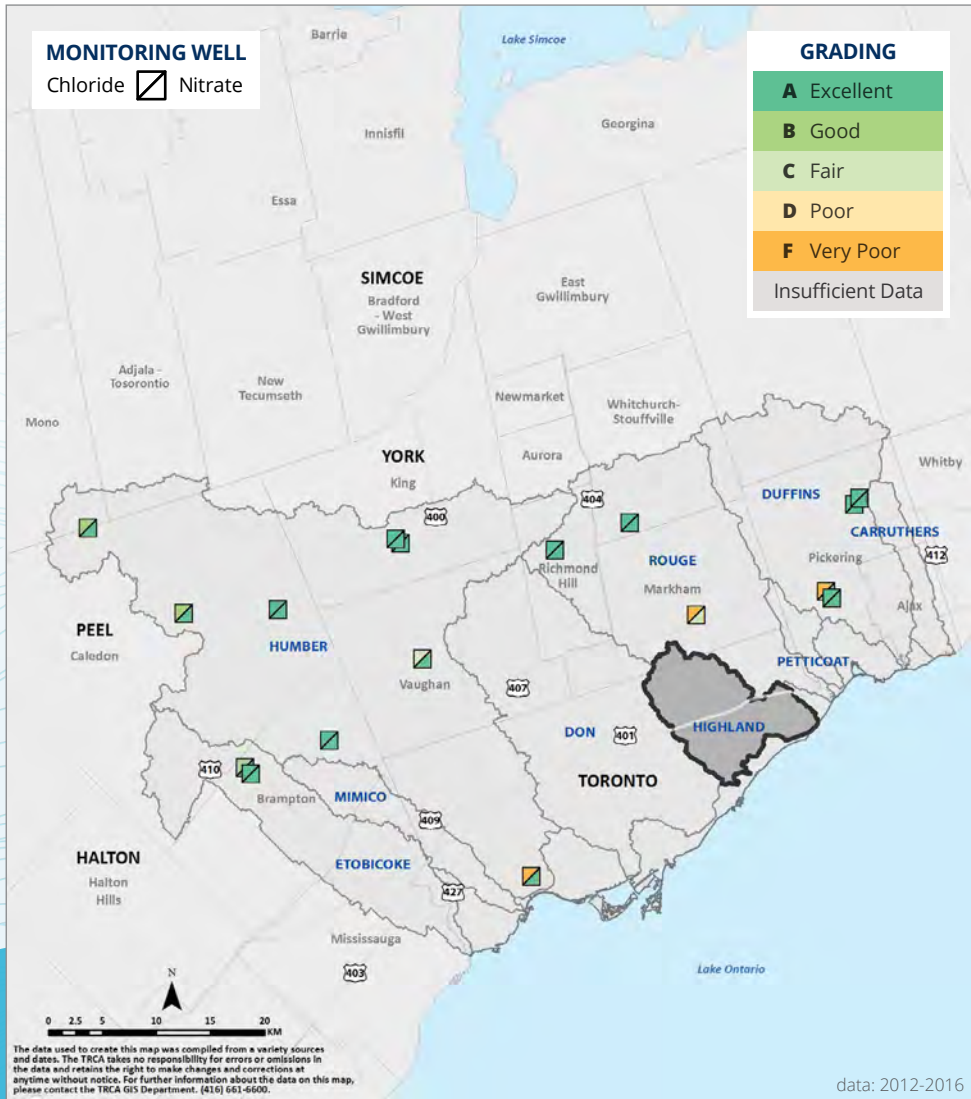 MONITORING WELL
Chloride Nitrate
GRADING
A Excellent
B Good
C Fair
D Poor
F Very Poor
Insufficient Data
Barrie
Lake Simcoe
Innisfil
Georgina
Essa
SIMCOE
Bradford
- West
Gwillimbury
East
Gwillimbury
Adjala -
Tosorontio
New
Tecumseth
Newmarket
Whitchurch-
Stouffville
Mono
Aurora
YORK
King
Whitby
400
404
DUFFINS
CARRUTHERS
412
Richmond
Hill
ROUGE
Markham
Pickering
Ajax
PEEL
Caledon
HUMBER
Vaughan
PETTICOAT
407
DON
401
HIGHLAND
TORONTO
410
Brampton
MIMICO
409
HALTON
Halton
Hills
ETOBICOKE
427
Mississauga
403
Lake Ontario
N
0 2.5 5 10 15 20
KM
The data used to create this map was compiled from a variety sources
and dates. The TRCA takes no responsibility for errors or omissions in
the data and retains the right to make changes and corrections at
anytime without notice. For further information about the data on this map,
please contact the TRCA GIS Department. (416) 661-6600.
data: 2012-2016